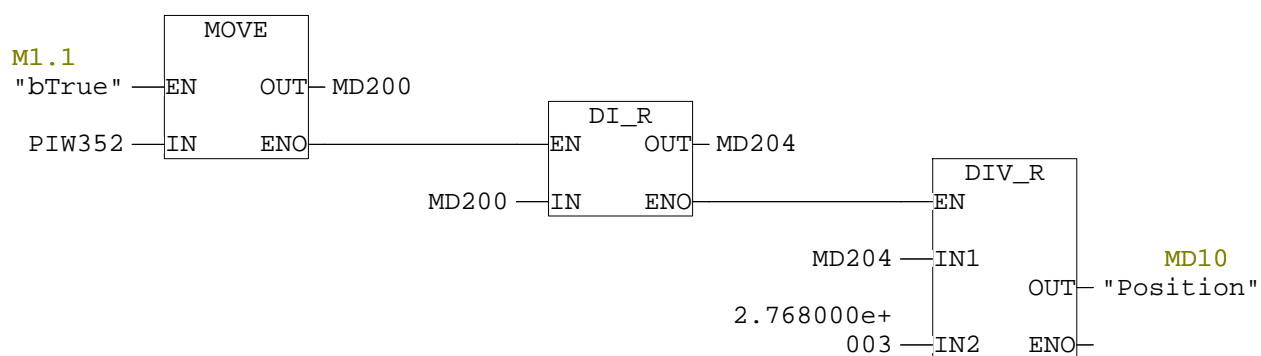 MOVE
M1.1
"bTrue" EN OUT MD200
PIW352 IN ENO
DI_R
EN OUT MD204
MD200 IN ENO
DIV_R
EN
MD204 IN1
MD10
OUT "Position"
2.768000e+
003 IN2 ENO